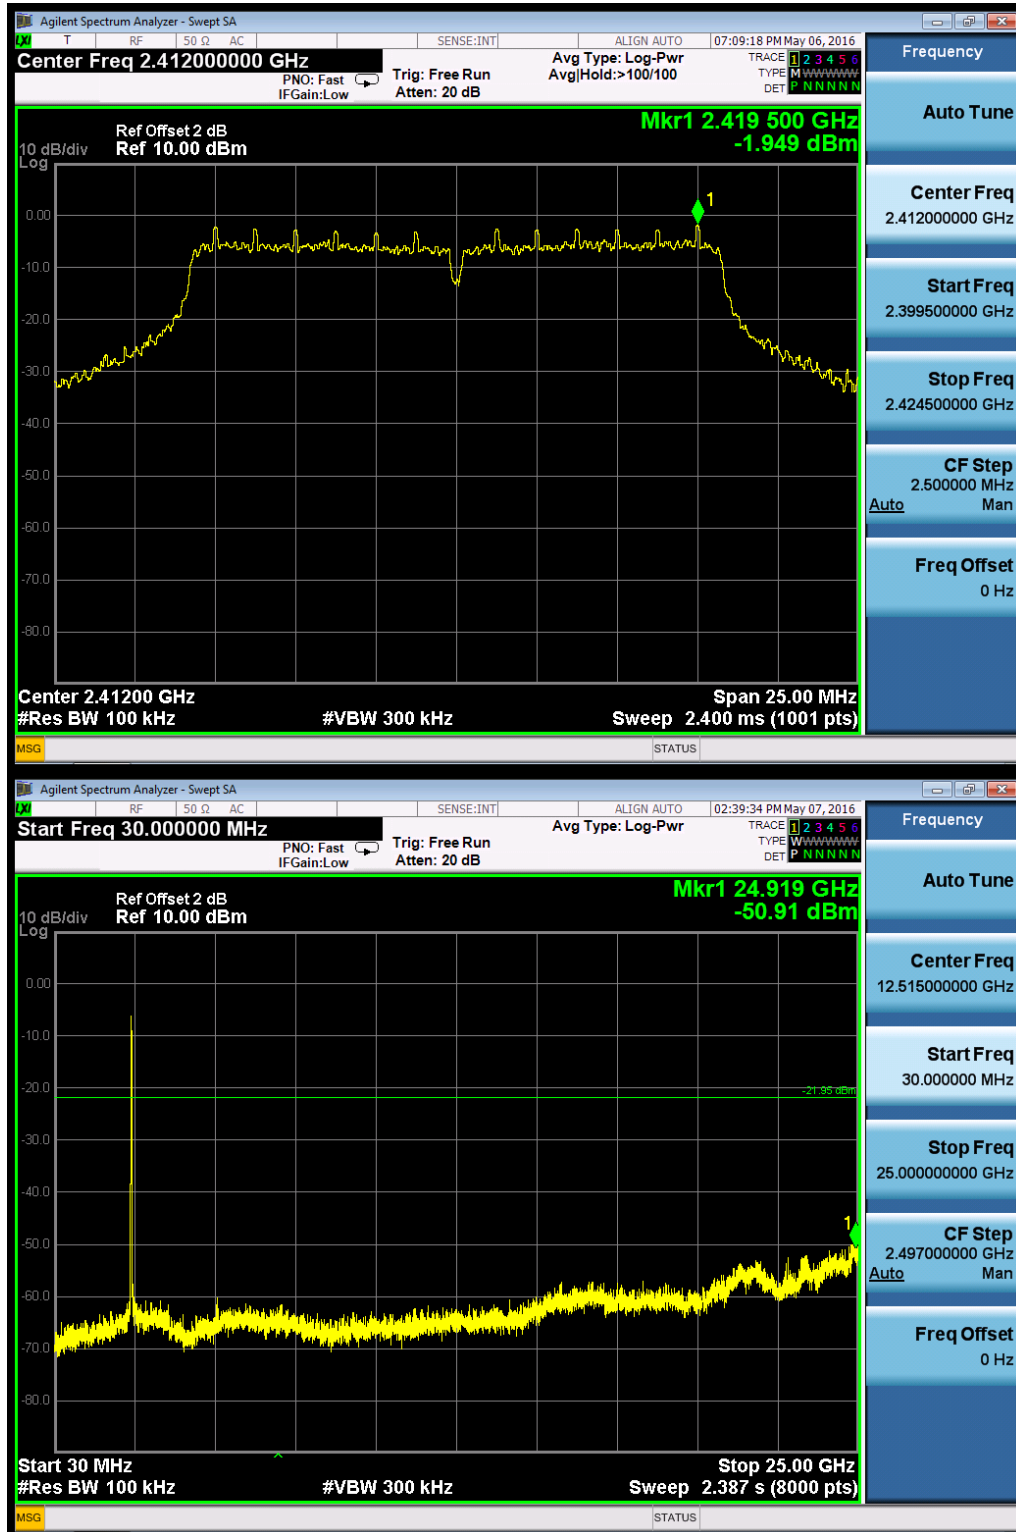 Agilent Spectrum Analyzer - Swept SA
LXI T RF 50 Ω AC SENSE:INT ALIGN AUTO 07:09:18 PM May 06, 2016
Center Freq 2.412000000 GHz
PNO: Fast
IFGain:Low
Trig: Free Run
Atten: 20 dB
Avg Type: Log-Pwr
Avg|Hold:>100/100
TRACE 1 2 3 4 5 6
TYPE M WWWWW
DET P N N N N N
Mkr1 2.419 500 GHz
-1.949 dBm
Ref Offset 2 dB
10 dB/div Ref 10.00 dBm
Log
1
0.00
-10.0
-20.0
-30.0
-40.0
-50.0
-60.0
-70.0
-80.0
Center 2.41200 GHz Span 25.00 MHz
#Res BW 100 kHz #VBW 300 kHz Sweep 2.400 ms (1001 pts)
MSG STATUS
Frequency
Auto Tune
Center Freq
2.412000000 GHz
Start Freq
2.399500000 GHz
Stop Freq
2.424500000 GHz
CF Step
2.500000 MHz
Auto Man
Freq Offset
0 Hz
Agilent Spectrum Analyzer - Swept SA
LXI RF 50 Ω AC SENSE:INT ALIGN AUTO 02:39:34 PM May 07, 2016
Start Freq 30.000000 MHz
PNO: Fast
IFGain:Low
Trig: Free Run
Atten: 20 dB
Avg Type: Log-Pwr
TRACE 1 2 3 4 5 6
TYPE W WWWWW
DET P N N N N N
Mkr1 24.919 GHz
-50.91 dBm
Ref Offset 2 dB
10 dB/div Ref 10.00 dBm
Log
0.00
-10.0
-20.0
-21.95 dBm
-30.0
-40.0
1
-50.0
-60.0
-70.0
-80.0
Start 30 MHz Stop 25.00 GHz
#Res BW 100 kHz #VBW 300 kHz Sweep 2.387 s (8000 pts)
MSG STATUS
Frequency
Auto Tune
Center Freq
12.515000000 GHz
Start Freq
30.000000 MHz
Stop Freq
25.000000000 GHz
CF Step
2.497000000 GHz
Auto Man
Freq Offset
0 Hz